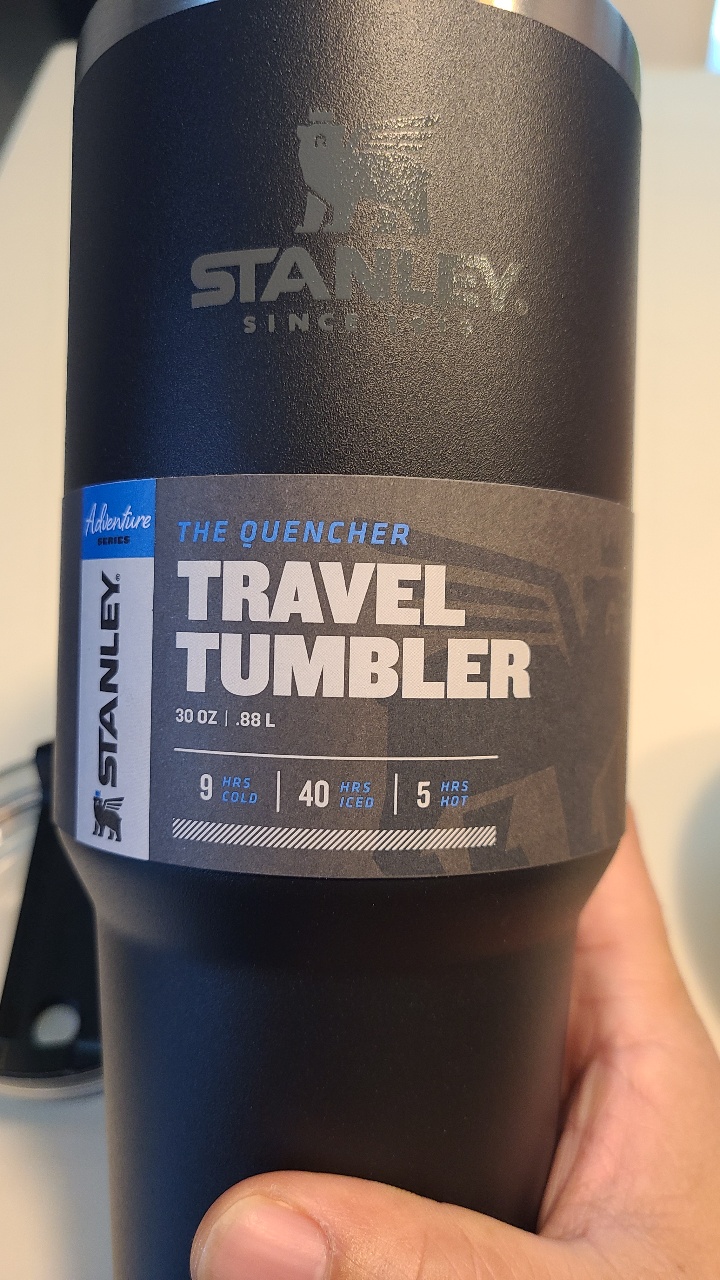 STANLEY®
SINCE
Adventure
SERIES
STANLEY®
THE QUENCHER
TRAVEL
TUMBLER
30 OZ | .88 L
9 HRS COLD | 40 HRS ICED | 5 HRS HOT